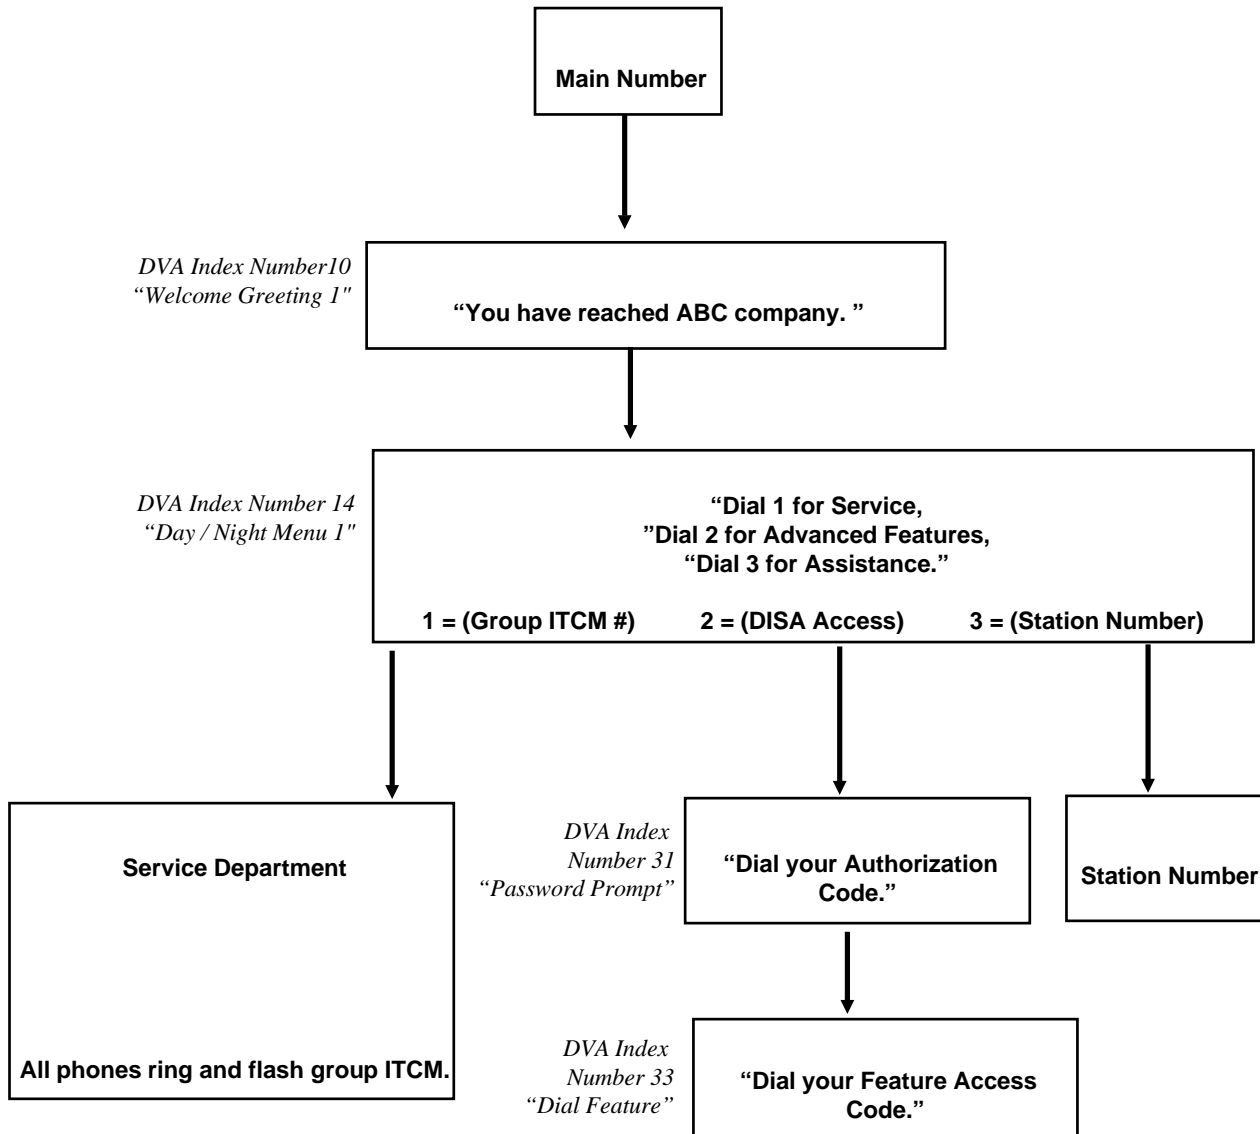 Main Number
DVA Index Number10
“Welcome Greeting 1"
“You have reached ABC company. ”
DVA Index Number 14
“Day / Night Menu 1"
“Dial 1 for Service,
”Dial 2 for Advanced Features,
“Dial 3 for Assistance.”
1 = (Group ITCM #)
2 = (DISA Access)
3 = (Station Number)
Service Department
All phones ring and flash group ITCM.
DVA Index
Number 31
“Password Prompt”
“Dial your Authorization
Code.”
Station Number
DVA Index
Number 33
“Dial Feature”
“Dial your Feature Access
Code.”